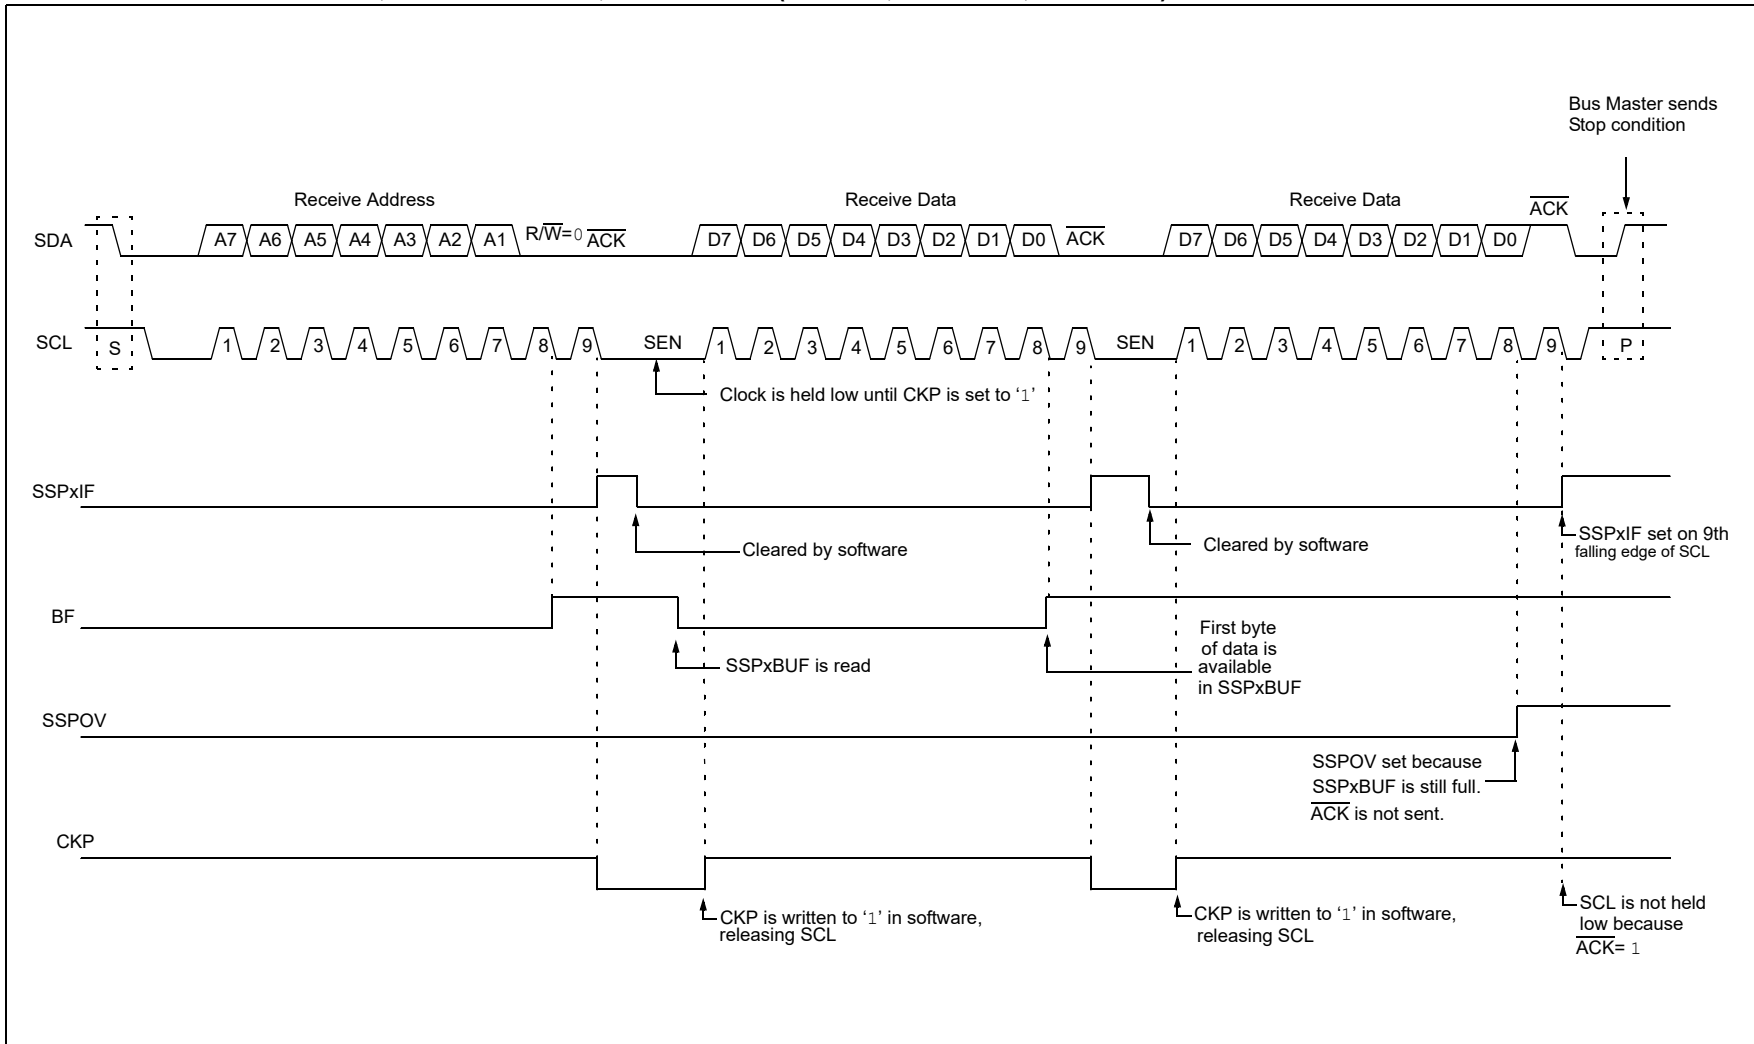 Bus Master sends
Stop condition
Receive Address
Receive Data
Receive Data
ACK
SDA
A7 A6 A5 A4 A3 A2 A1 R/W=0 ACK
D7 D6 D5 D4 D3 D2 D1 D0 ACK
D7 D6 D5 D4 D3 D2 D1 D0
SCL
S
1 2 3 4 5 6 7 8 9
SEN
1 2 3 4 5 6 7 8 9
SEN
1 2 3 4 5 6 7 8 9
P
Clock is held low until CKP is set to ‘1’
SSPxIF
Cleared by software
Cleared by software
SSPxIF set on 9th
falling edge of SCL
BF
SSPxBUF is read
First byte
of data is
available
in SSPxBUF
SSPOV
SSPOV set because
SSPxBUF is still full.
ACK is not sent.
CKP
CKP is written to ‘1’ in software,
releasing SCL
CKP is written to ‘1’ in software,
releasing SCL
SCL is not held
low because
ACK= 1